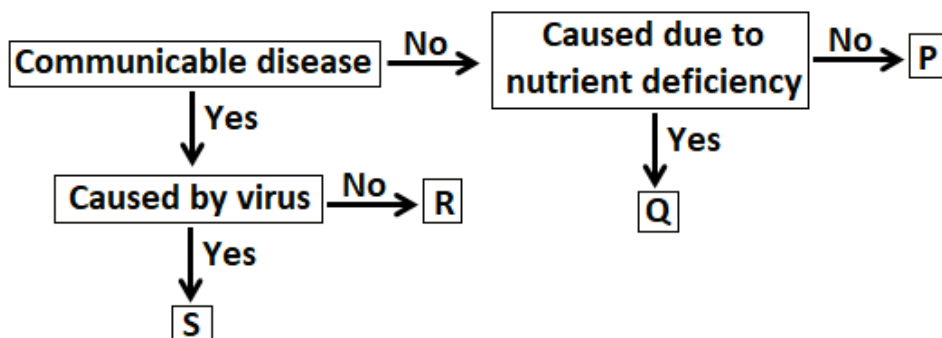 Communicable disease
No
Caused due to
nutrient deficiency
No
P
Yes
Yes
Caused by virus
No
R
Q
Yes
S